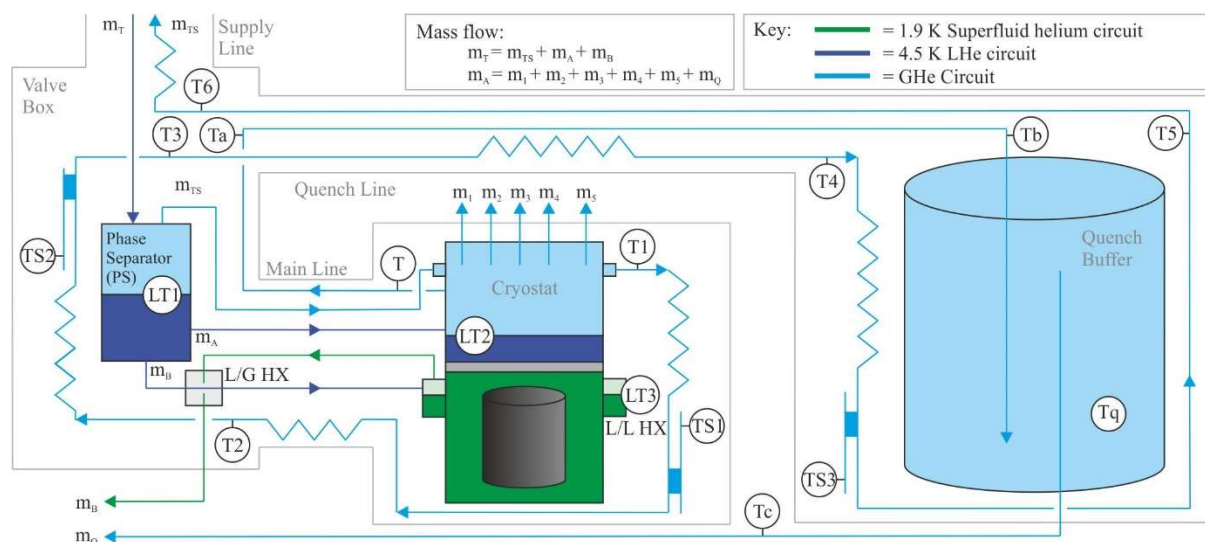 m_T
m_TS
Supply
Line
Mass flow:
m_T = m_TS + m_A + m_B
m_A = m_1 + m_2 + m_3 + m_4 + m_5 + m_Q
Key:
= 1.9 K Superfluid helium circuit
= 4.5 K LHe circuit
= GHe Circuit
Valve
Box
T6
T3
Ta
Tb
T5
m_TS
Quench Line
T4
m_1
m_2
m_3
m_4
m_5
Phase
Separator
(PS)
TS2
LT1
Main Line
T
T1
Cryostat
Quench
Buffer
LT2
m_A
m_B
L/G HX
LT3
L/L HX
T2
TS1
Tq
TS3
m_B
Tc
m_Q